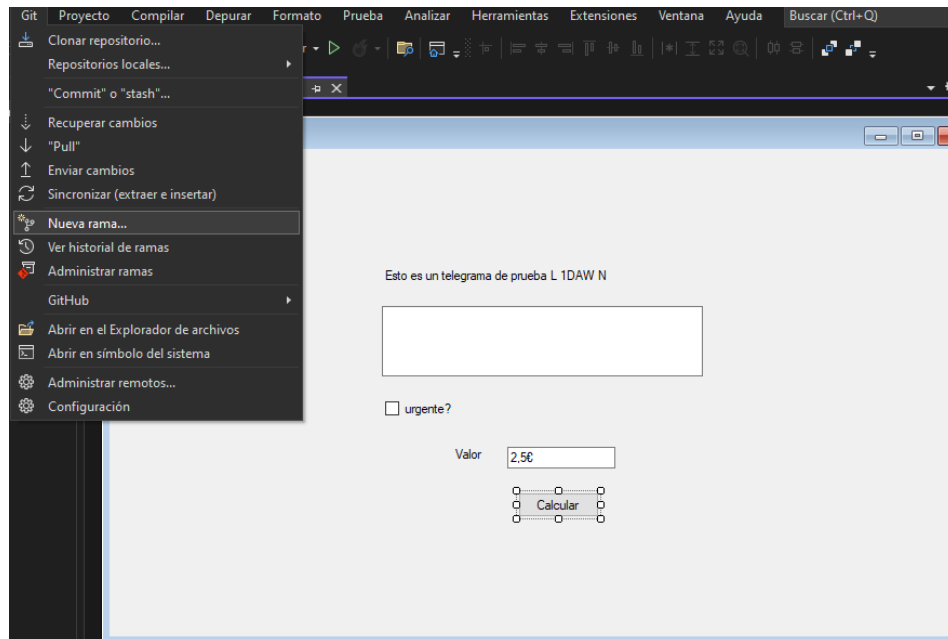 Git Proyecto Compilar Depurar Formato Prueba Analizar Herramientas Extensiones Ventana Ayuda Buscar (Ctrl+Q)
Clonar repositorio...
Repositorios locales...
"Commit" o "stash"...
Recuperar cambios
"Pull"
Enviar cambios
Sincronizar (extraer e insertar)
Nueva rama...
Ver historial de ramas
Administrar ramas
GitHub
Abrir en el Explorador de archivos
Abrir en símbolo del sistema
Administrar remotos...
Configuración
Esto es un telegrama de prueba L 1DAW N
urgente?
Valor 2,5€
Calcular